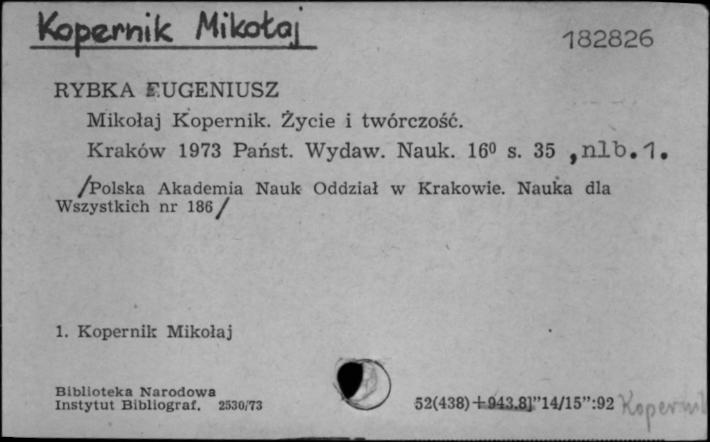 Kopernik Mikołaj
182826
RYBKA EUGENIUSZ
Mikołaj Kopernik. Życie i twórczość.
Kraków 1973 Państ. Wydaw. Nauk. 16⁰ s. 35 ,nlb.1.
/Polska Akademia Nauk Oddział w Krakowie. Nauka dla
Wszystkich nr 186/
1. Kopernik Mikołaj
Biblioteka Narodowa
Instytut Bibliograf. 2530/73
52(438)+943.8]"14/15":92 Kopernik